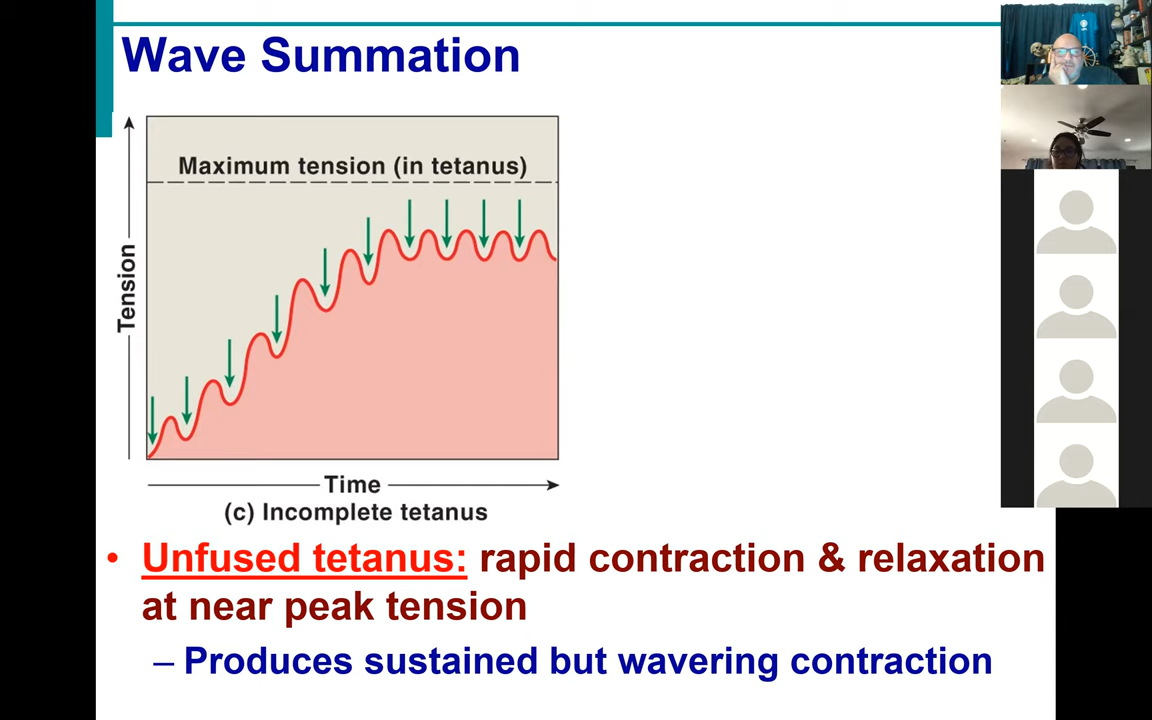 Wave Summation
Maximum tension (in tetanus)
Tension
Time
(c) Incomplete tetanus
• Unfused tetanus: rapid contraction & relaxation
at near peak tension
– Produces sustained but wavering contraction